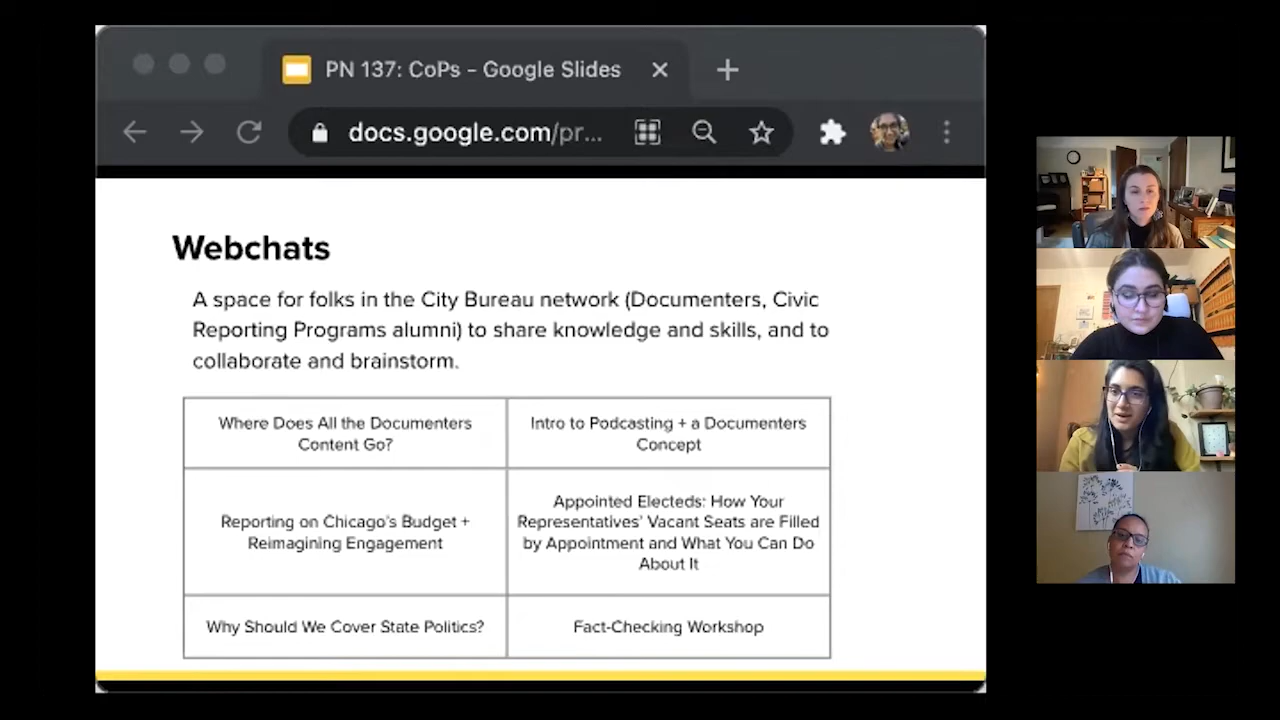 PN 137: CoPs - Google Slides
docs.google.com/pr...
Webchats
A space for folks in the City Bureau network (Documenters, Civic
Reporting Programs alumni) to share knowledge and skills, and to
collaborate and brainstorm.
Where Does All the Documenters
Content Go?
Intro to Podcasting + a Documenters
Concept
Reporting on Chicago's Budget +
Reimagining Engagement
Appointed Electeds: How Your
Representatives' Vacant Seats are Filled
by Appointment and What You Can Do
About It
Why Should We Cover State Politics?
Fact-Checking Workshop